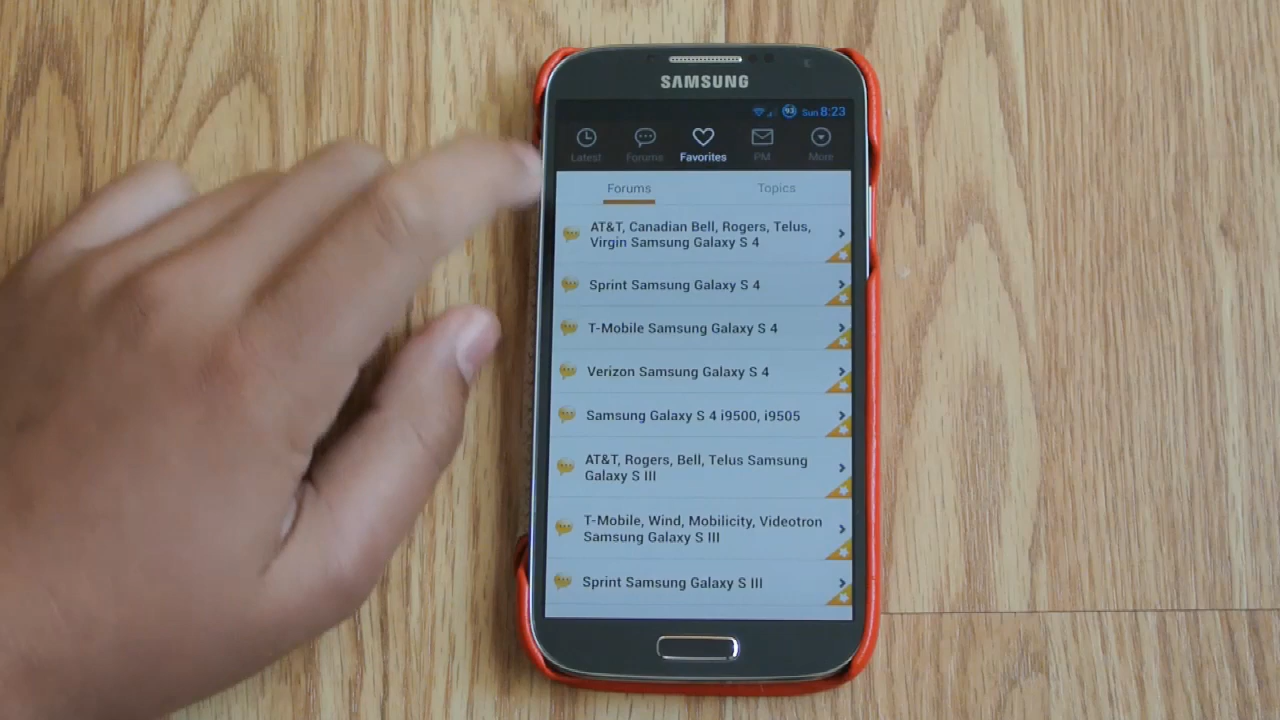 SAMSUNG
93 Sun 8:23
Latest Forums Favorites PM More
Forums Topics
AT&T, Canadian Bell, Rogers, Telus,
Virgin Samsung Galaxy S 4
Sprint Samsung Galaxy S 4
T-Mobile Samsung Galaxy S 4
Verizon Samsung Galaxy S 4
Samsung Galaxy S 4 i9500, i9505
AT&T, Rogers, Bell, Telus Samsung
Galaxy S III
T-Mobile, Wind, Mobilicity, Videotron
Samsung Galaxy S III
Sprint Samsung Galaxy S III